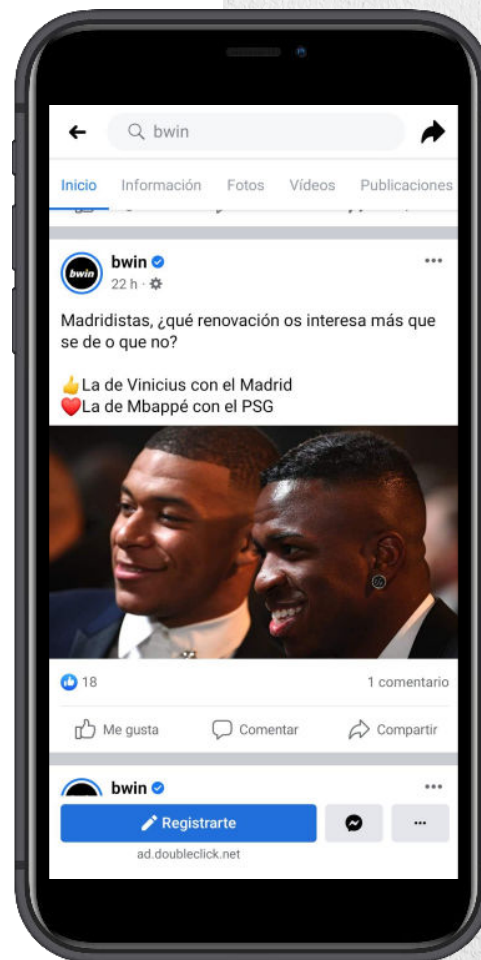 bwin
Inicio Información Fotos Vídeos Publicaciones
bwin
bwin
22 h ·
Madridistas, ¿qué renovación os interesa más que
se de o que no?
👍La de Vinicius con el Madrid
❤️La de Mbappé con el PSG
18 1 comentario
Me gusta Comentar Compartir
bwin
Registrarte
ad.doubleclick.net